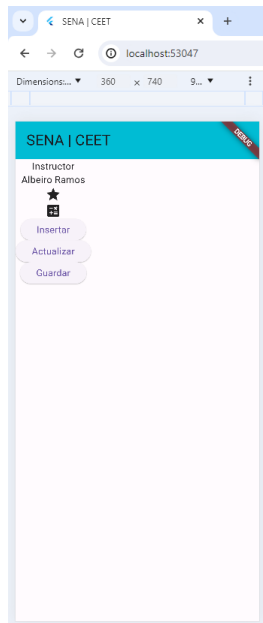 SENA | CEET
localhost:53047
Dimensions:... 360 x 740 9...
SENA | CEET
DEBUG
Instructor
Albeiro Ramos
Insertar
Actualizar
Guardar